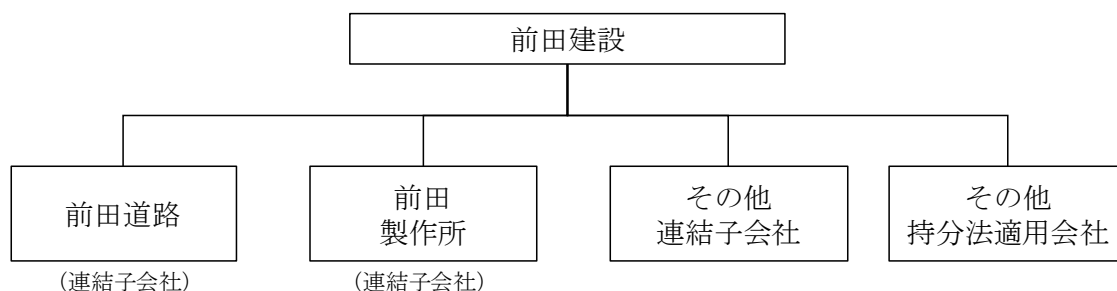 前田建設
前田道路
(連結子会社)
前田
製作所
(連結子会社)
その他
連結子会社
その他
持分法適用会社